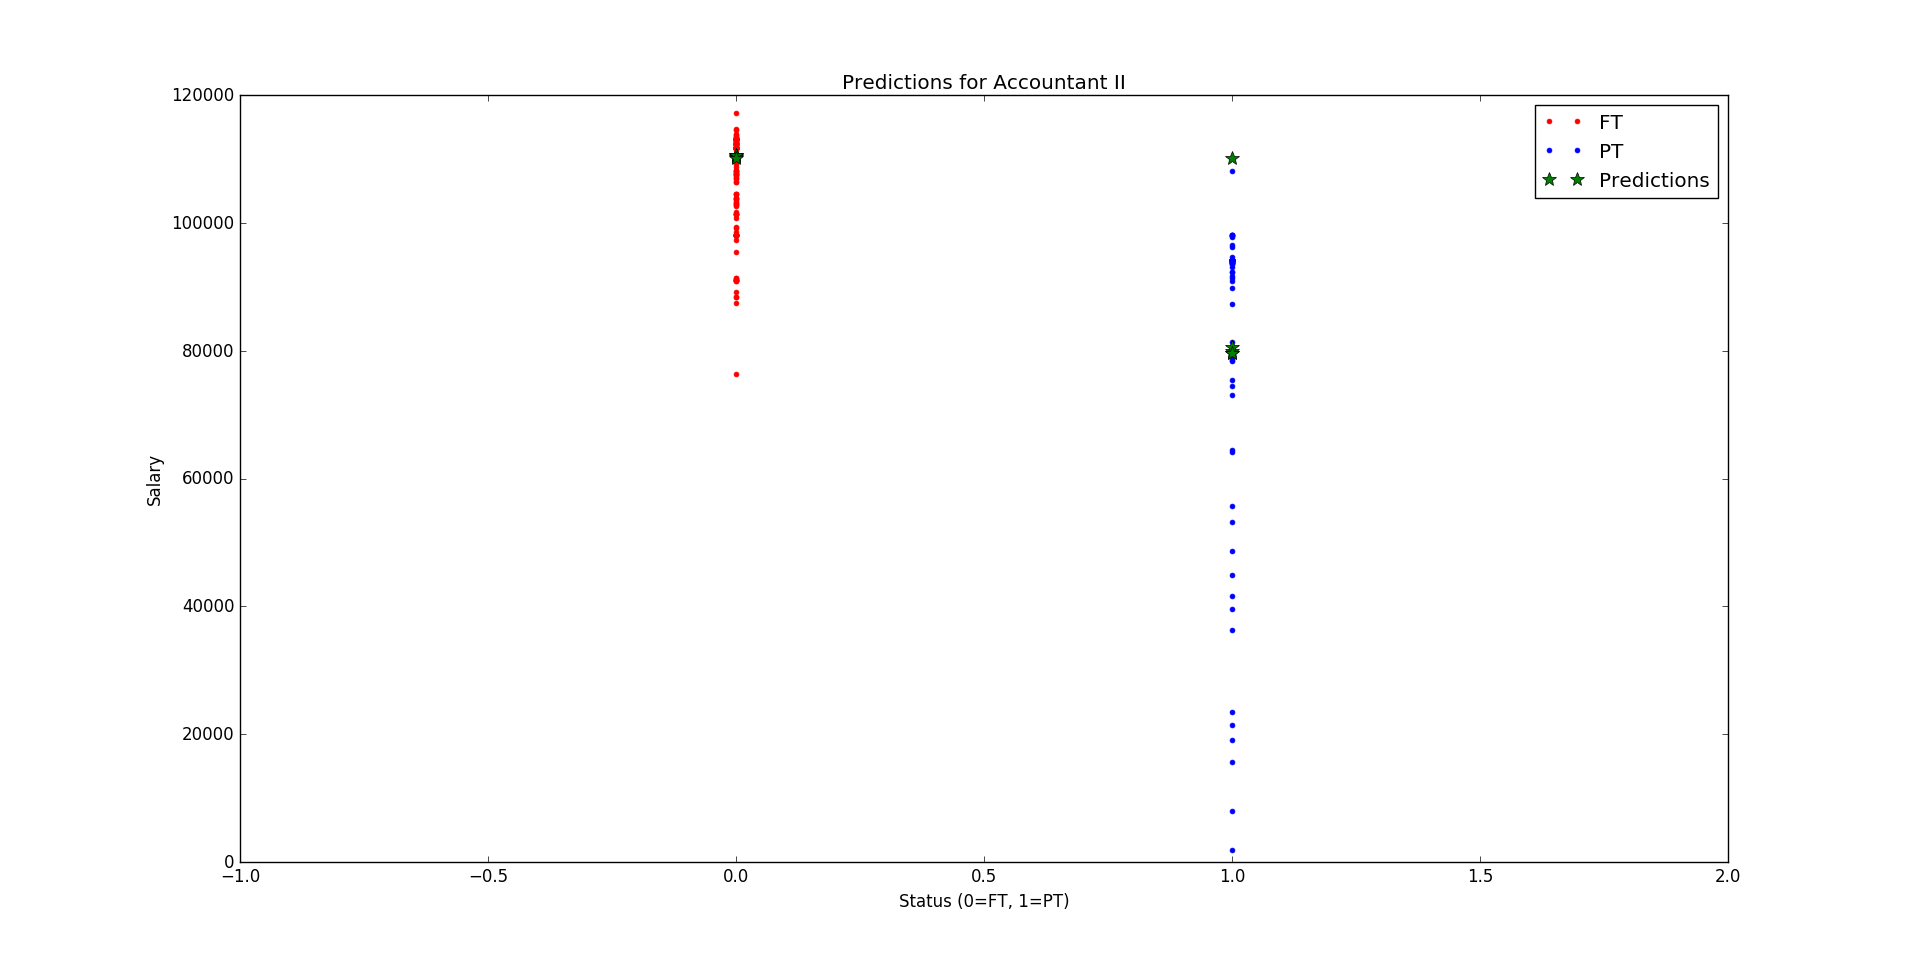 Predictions for Accountant II
120000
100000
80000
60000
40000
20000
0
Salary
FT
PT
Predictions
−1.0 −0.5 0.0 0.5 1.0 1.5 2.0
Status (0=FT, 1=PT)